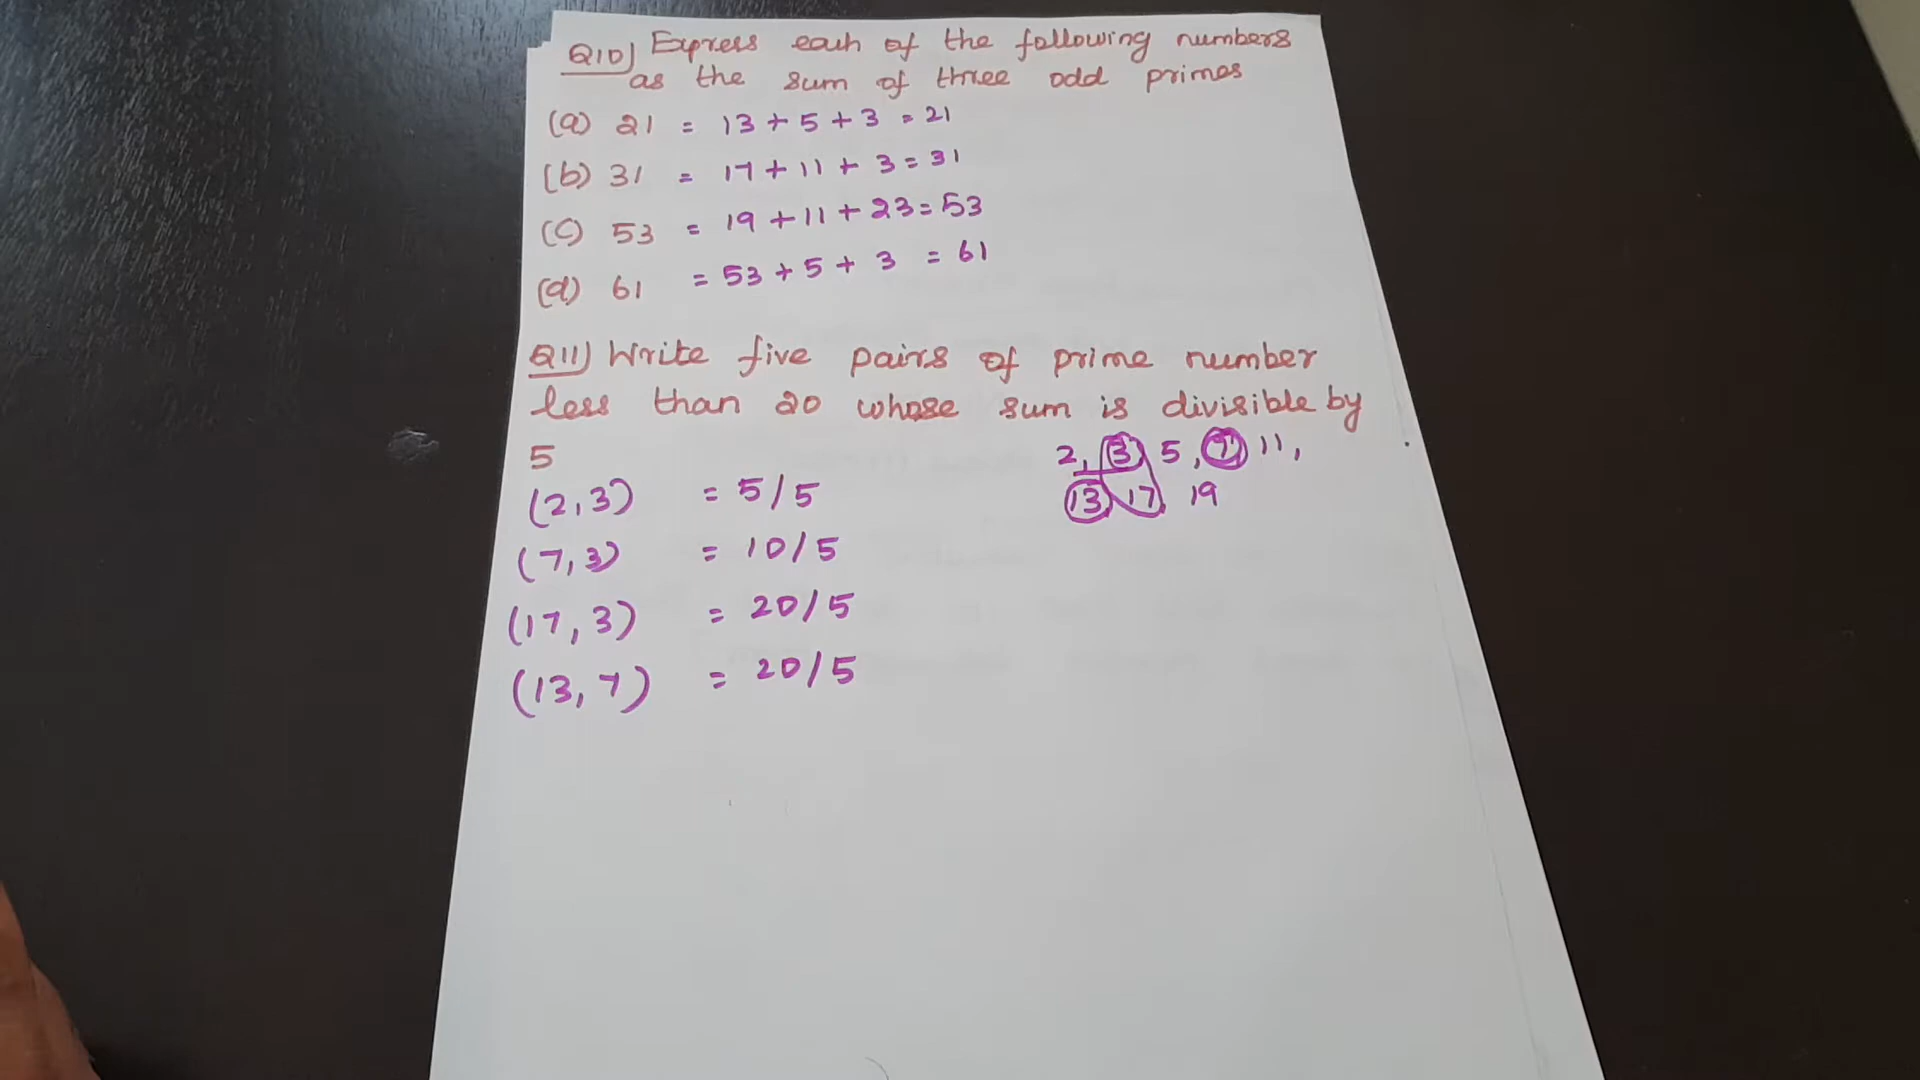 Q10) Express each of the following numbers
as the sum of three odd primes
(a) 21 = 13 + 5 + 3 = 21
(b) 31 = 17 + 11 + 3 = 31
(c) 53 = 19 + 11 + 23 = 53
(d) 61 = 53 + 5 + 3 = 61
Q11) Write five pairs of prime number
less than 20 whose sum is divisible by
5
2, 3, 5, 7, 11,
13, 17, 19
(2,3) = 5/5
(7,3) = 10/5
(17,3) = 20/5
(13,7) = 20/5